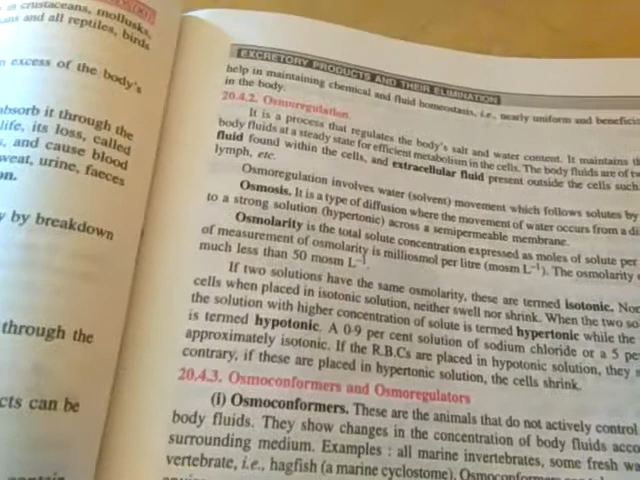 in crustaceans, mollusks,
and all reptiles, birds
excess of the body's
absorb it through the
life, its loss, called
and cause blood
sweat, urine, faeces
by breakdown
through the
can be
EXCRETORY PRODUCTS AND THEIR ELIMINATION
help in maintaining chemical and fluid homeostasis, i.e., nearly uniform and
in the body.
20.4.2. Osmoregulation
It is a process that regulates the body's salt and water content. It maintains
body fluids at a steady state for efficient metabolism in the cells. The body fluids are of
fluid found within the cells, and extracellular fluid present outside the cells such
lymph, etc.
Osmoregulation involves water (solvent) movement which follows solutes by
Osmosis. It is a type of diffusion where the movement of water occurs from a
to a strong solution (hypertonic) across a semipermeable membrane.
Osmolarity is the total solute concentration expressed as moles of solute per
of measurement of osmolarity is milliosmol per litre (mosm L⁻¹). The osmolarity
much less than 50 mosm L⁻¹.
If two solutions have the same osmolarity, these are termed isotonic.
cells when placed in isotonic solution, neither swell nor shrink. When the two
the solution with higher concentration of solute is termed hypertonic while the
is termed hypotonic. A 0·9 per cent solution of sodium chloride or a 5
approximately isotonic. If the R.B.Cs are placed in hypotonic solution, they
contrary, if these are placed in hypertonic solution, the cells shrink.
20.4.3. Osmoconformers and Osmoregulators
(i) Osmoconformers. These are the animals that do not actively control
body fluids. They show changes in the concentration of body fluids
surrounding medium. Examples : all marine invertebrates, some fresh
vertebrate, i.e., hagfish (a marine cyclostome).